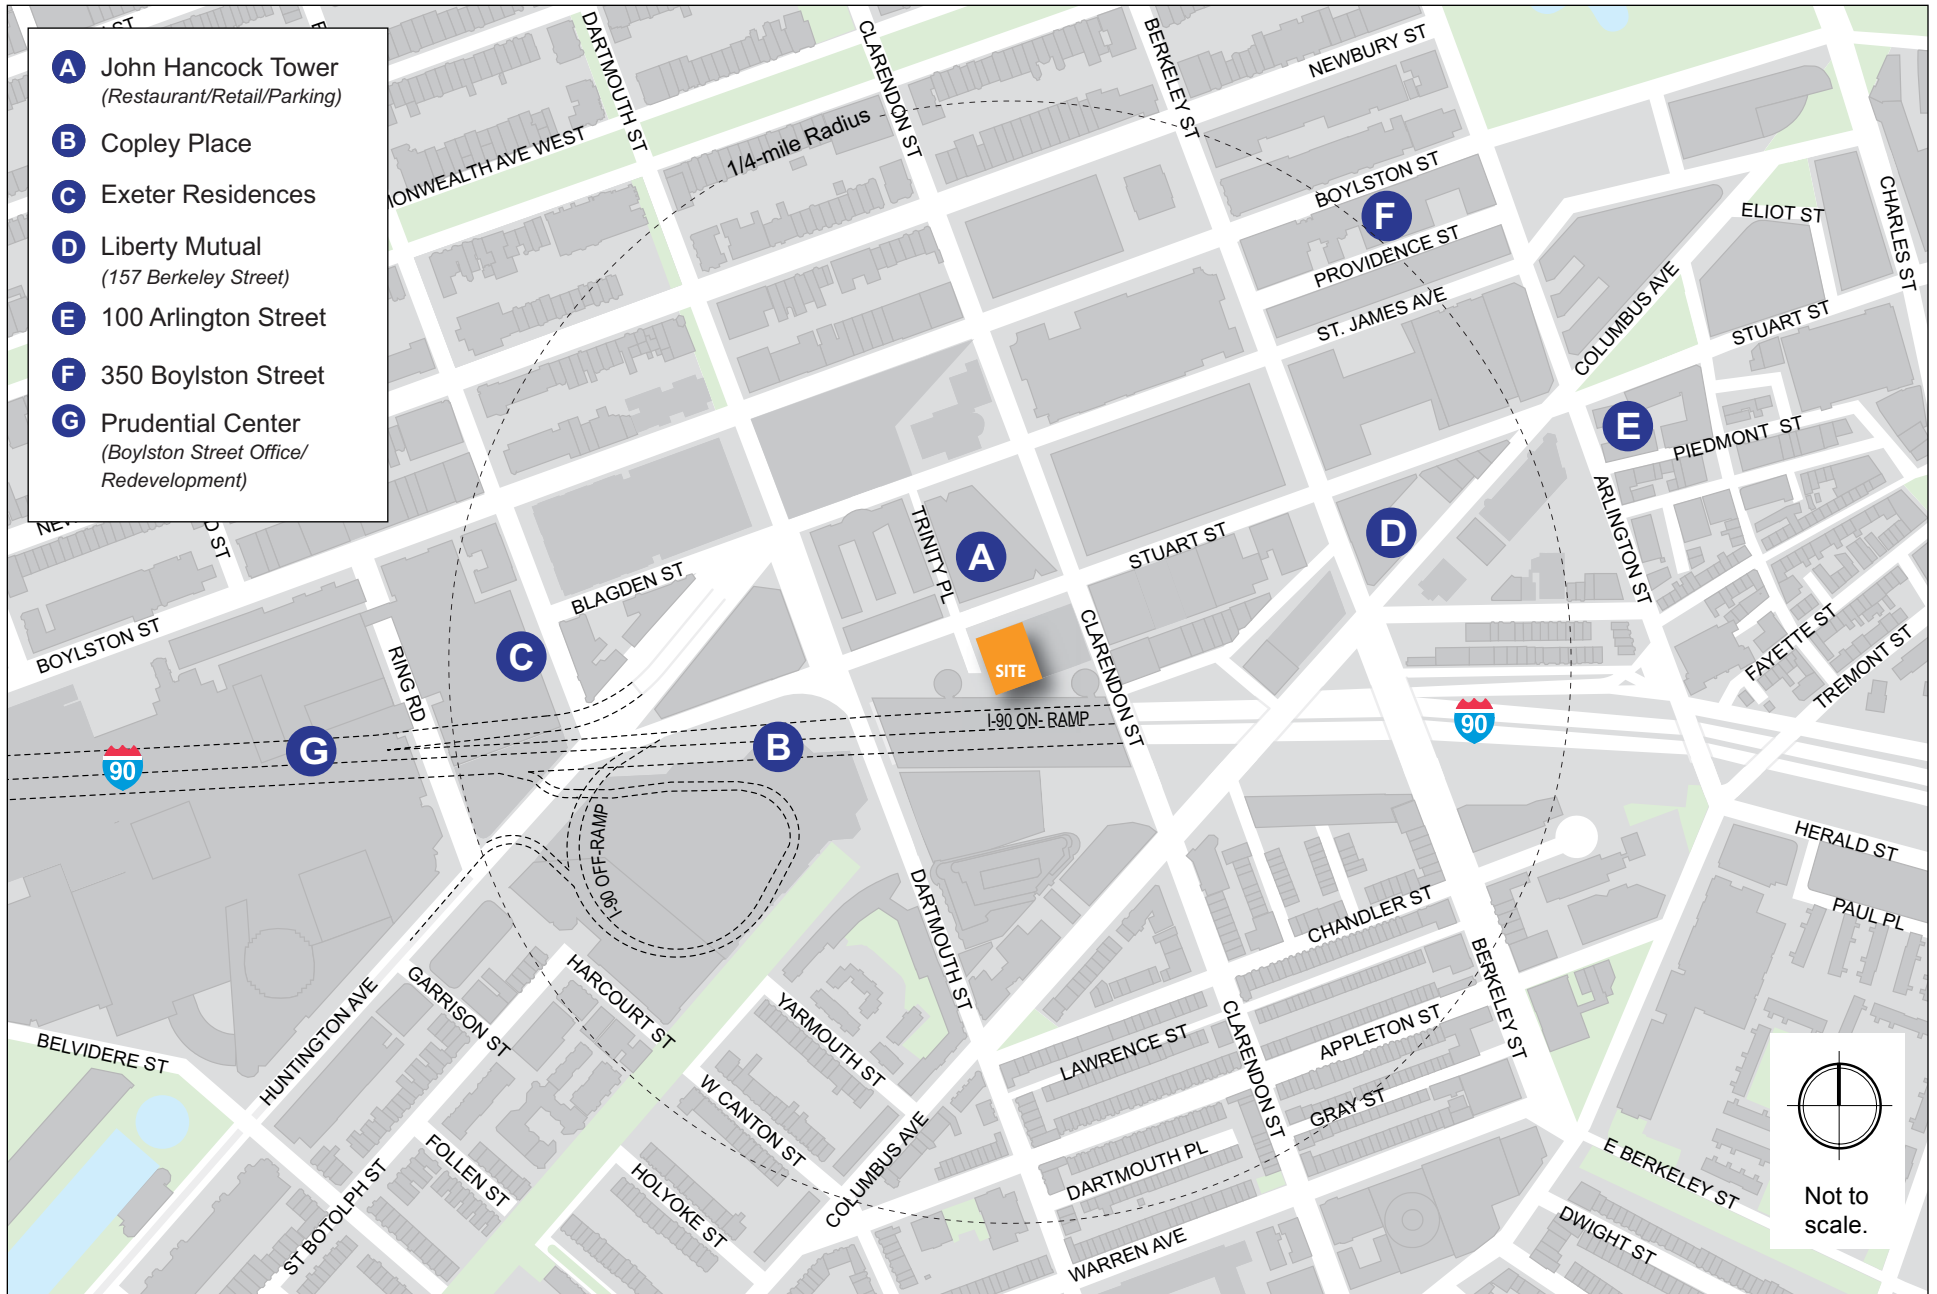 A John Hancock Tower
(Restaurant/Retail/Parking)
B Copley Place
C Exeter Residences
D Liberty Mutual
(157 Berkeley Street)
E 100 Arlington Street
F 350 Boylston Street
G Prudential Center
(Boylston Street Office/
Redevelopment)
ST
DARTMOUTH ST
CLARENDON ST
BERKELEY ST
NEWBURY ST
1/4-mile Radius
BOYLSTON ST
F
PROVIDENCE ST
ST. JAMES AVE
ELIOT ST
CHARLES ST
COLUMBUS AVE
STUART ST
E
PIEDMONT ST
ARLINGTON ST
D
STUART ST
TRINITY PL
A
BLAGDEN ST
ST
BOYLSTON ST
RING RD
C
SITE
CLARENDON ST
FAYETTE ST
TREMONT ST
I-90 ON- RAMP
90
B
G
90
I-90 OFF-RAMP
HERALD ST
PAUL PL
DARTMOUTH ST
CHANDLER ST
BERKELEY ST
HUNTINGTON AVE
GARRISON ST
HARCOURT ST
YARMOUTH ST
BELVIDERE ST
LAWRENCE ST
CLARENDON ST
APPLETON ST
GRAY ST
W CANTON ST
COLUMBUS AVE
FOLLEN ST
ST BOTOLPH ST
HOLYOKE ST
DARTMOUTH PL
WARREN AVE
E BERKELEY ST
DWIGHT ST
Not to
scale.